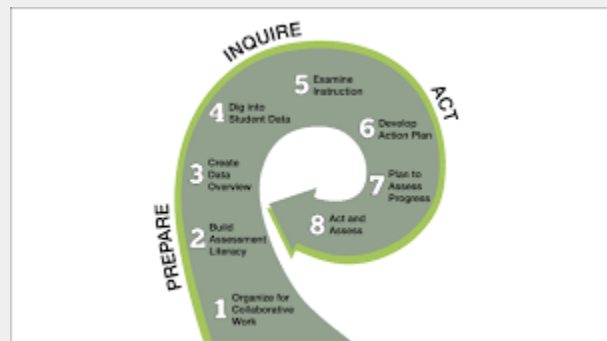 INQUIRE
ACT
PREPARE
5 Examine
Instruction
4 Dig into
Student Data
6 Develop
Action Plan
3 Create
Data
Overview
7 Plan to
Assess
Progress
2 Build
Assessment
Literacy
8 Act and
Assess
1 Organize for
Collaborative
Work